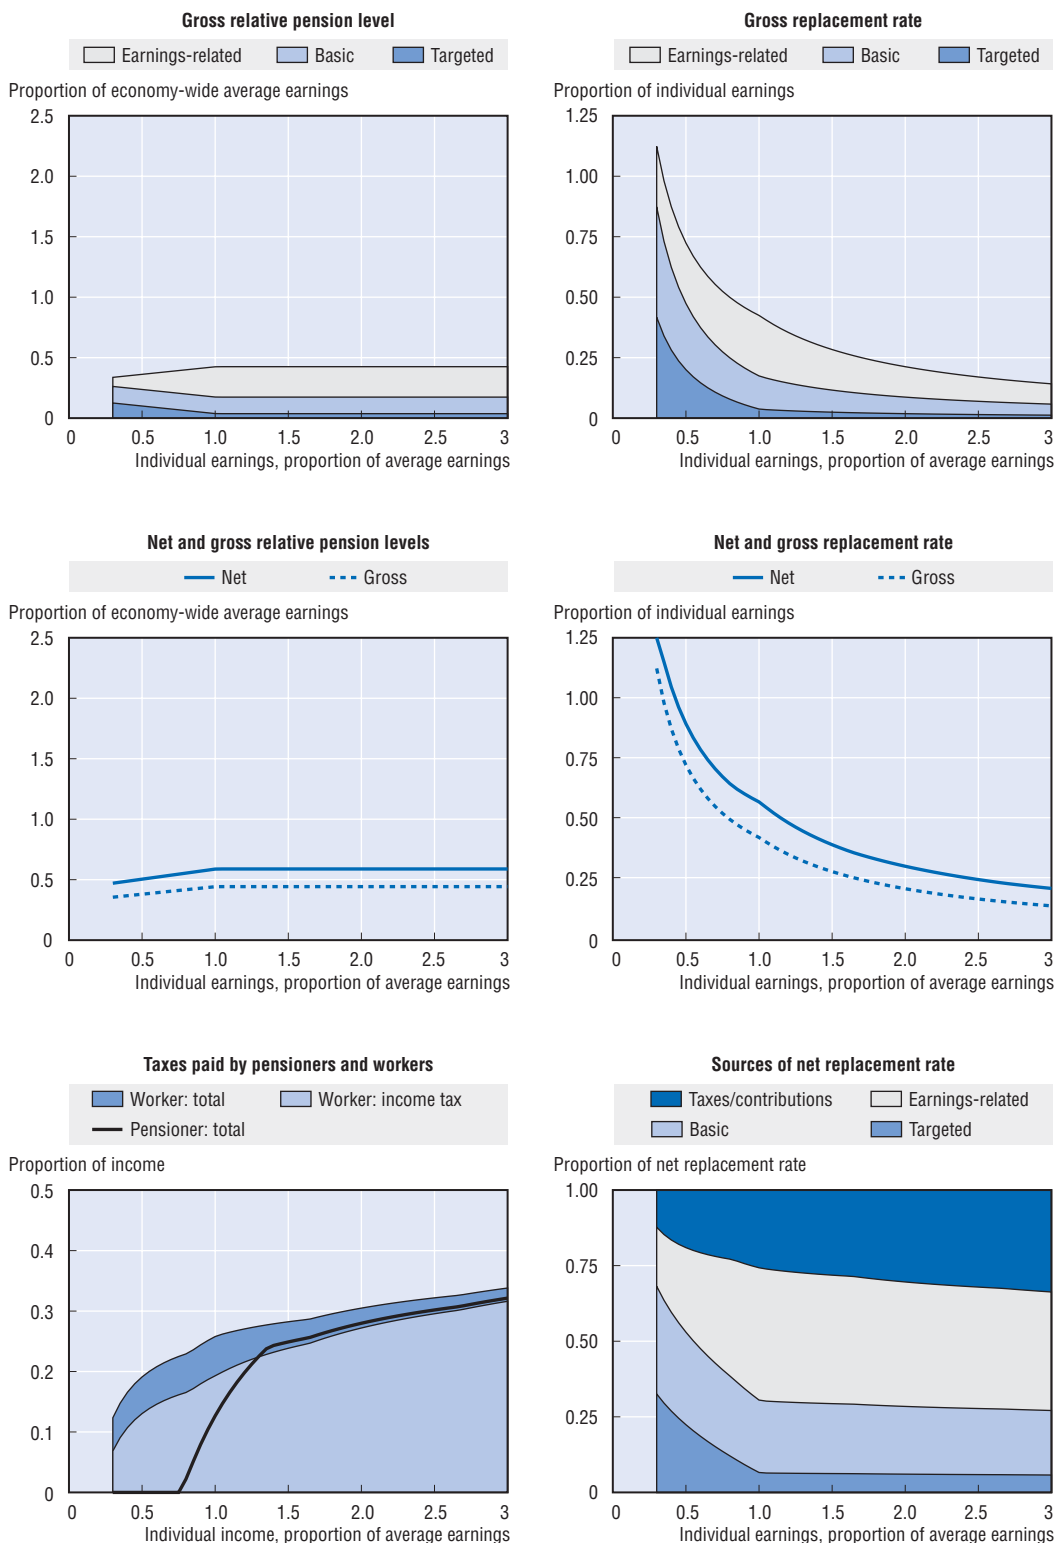 Gross relative pension level
Earnings-related Basic Targeted
Proportion of economy-wide average earnings
2.5
2.0
1.5
1.0
0.5
0
0 0.5 1.0 1.5 2.0 2.5 3
Individual earnings, proportion of average earnings
Gross replacement rate
Earnings-related Basic Targeted
Proportion of individual earnings
1.25
1.00
0.75
0.50
0.25
0
0 0.5 1.0 1.5 2.0 2.5 3
Individual earnings, proportion of average earnings
Net and gross relative pension levels
Net Gross
Proportion of economy-wide average earnings
2.5
2.0
1.5
1.0
0.5
0
0 0.5 1.0 1.5 2.0 2.5 3
Individual earnings, proportion of average earnings
Net and gross replacement rate
Net Gross
Proportion of individual earnings
1.25
1.00
0.75
0.50
0.25
0
0 0.5 1.0 1.5 2.0 2.5 3
Individual earnings, proportion of average earnings
Taxes paid by pensioners and workers
Worker: total Worker: income tax
Pensioner: total
Proportion of income
0.5
0.4
0.3
0.2
0.1
0
0 0.5 1.0 1.5 2.0 2.5 3
Individual income, proportion of average earnings
Sources of net replacement rate
Taxes/contributions Earnings-related
Basic Targeted
Proportion of net replacement rate
1.00
0.75
0.50
0.25
0
0 0.5 1.0 1.5 2.0 2.5 3
Individual earnings, proportion of average earnings